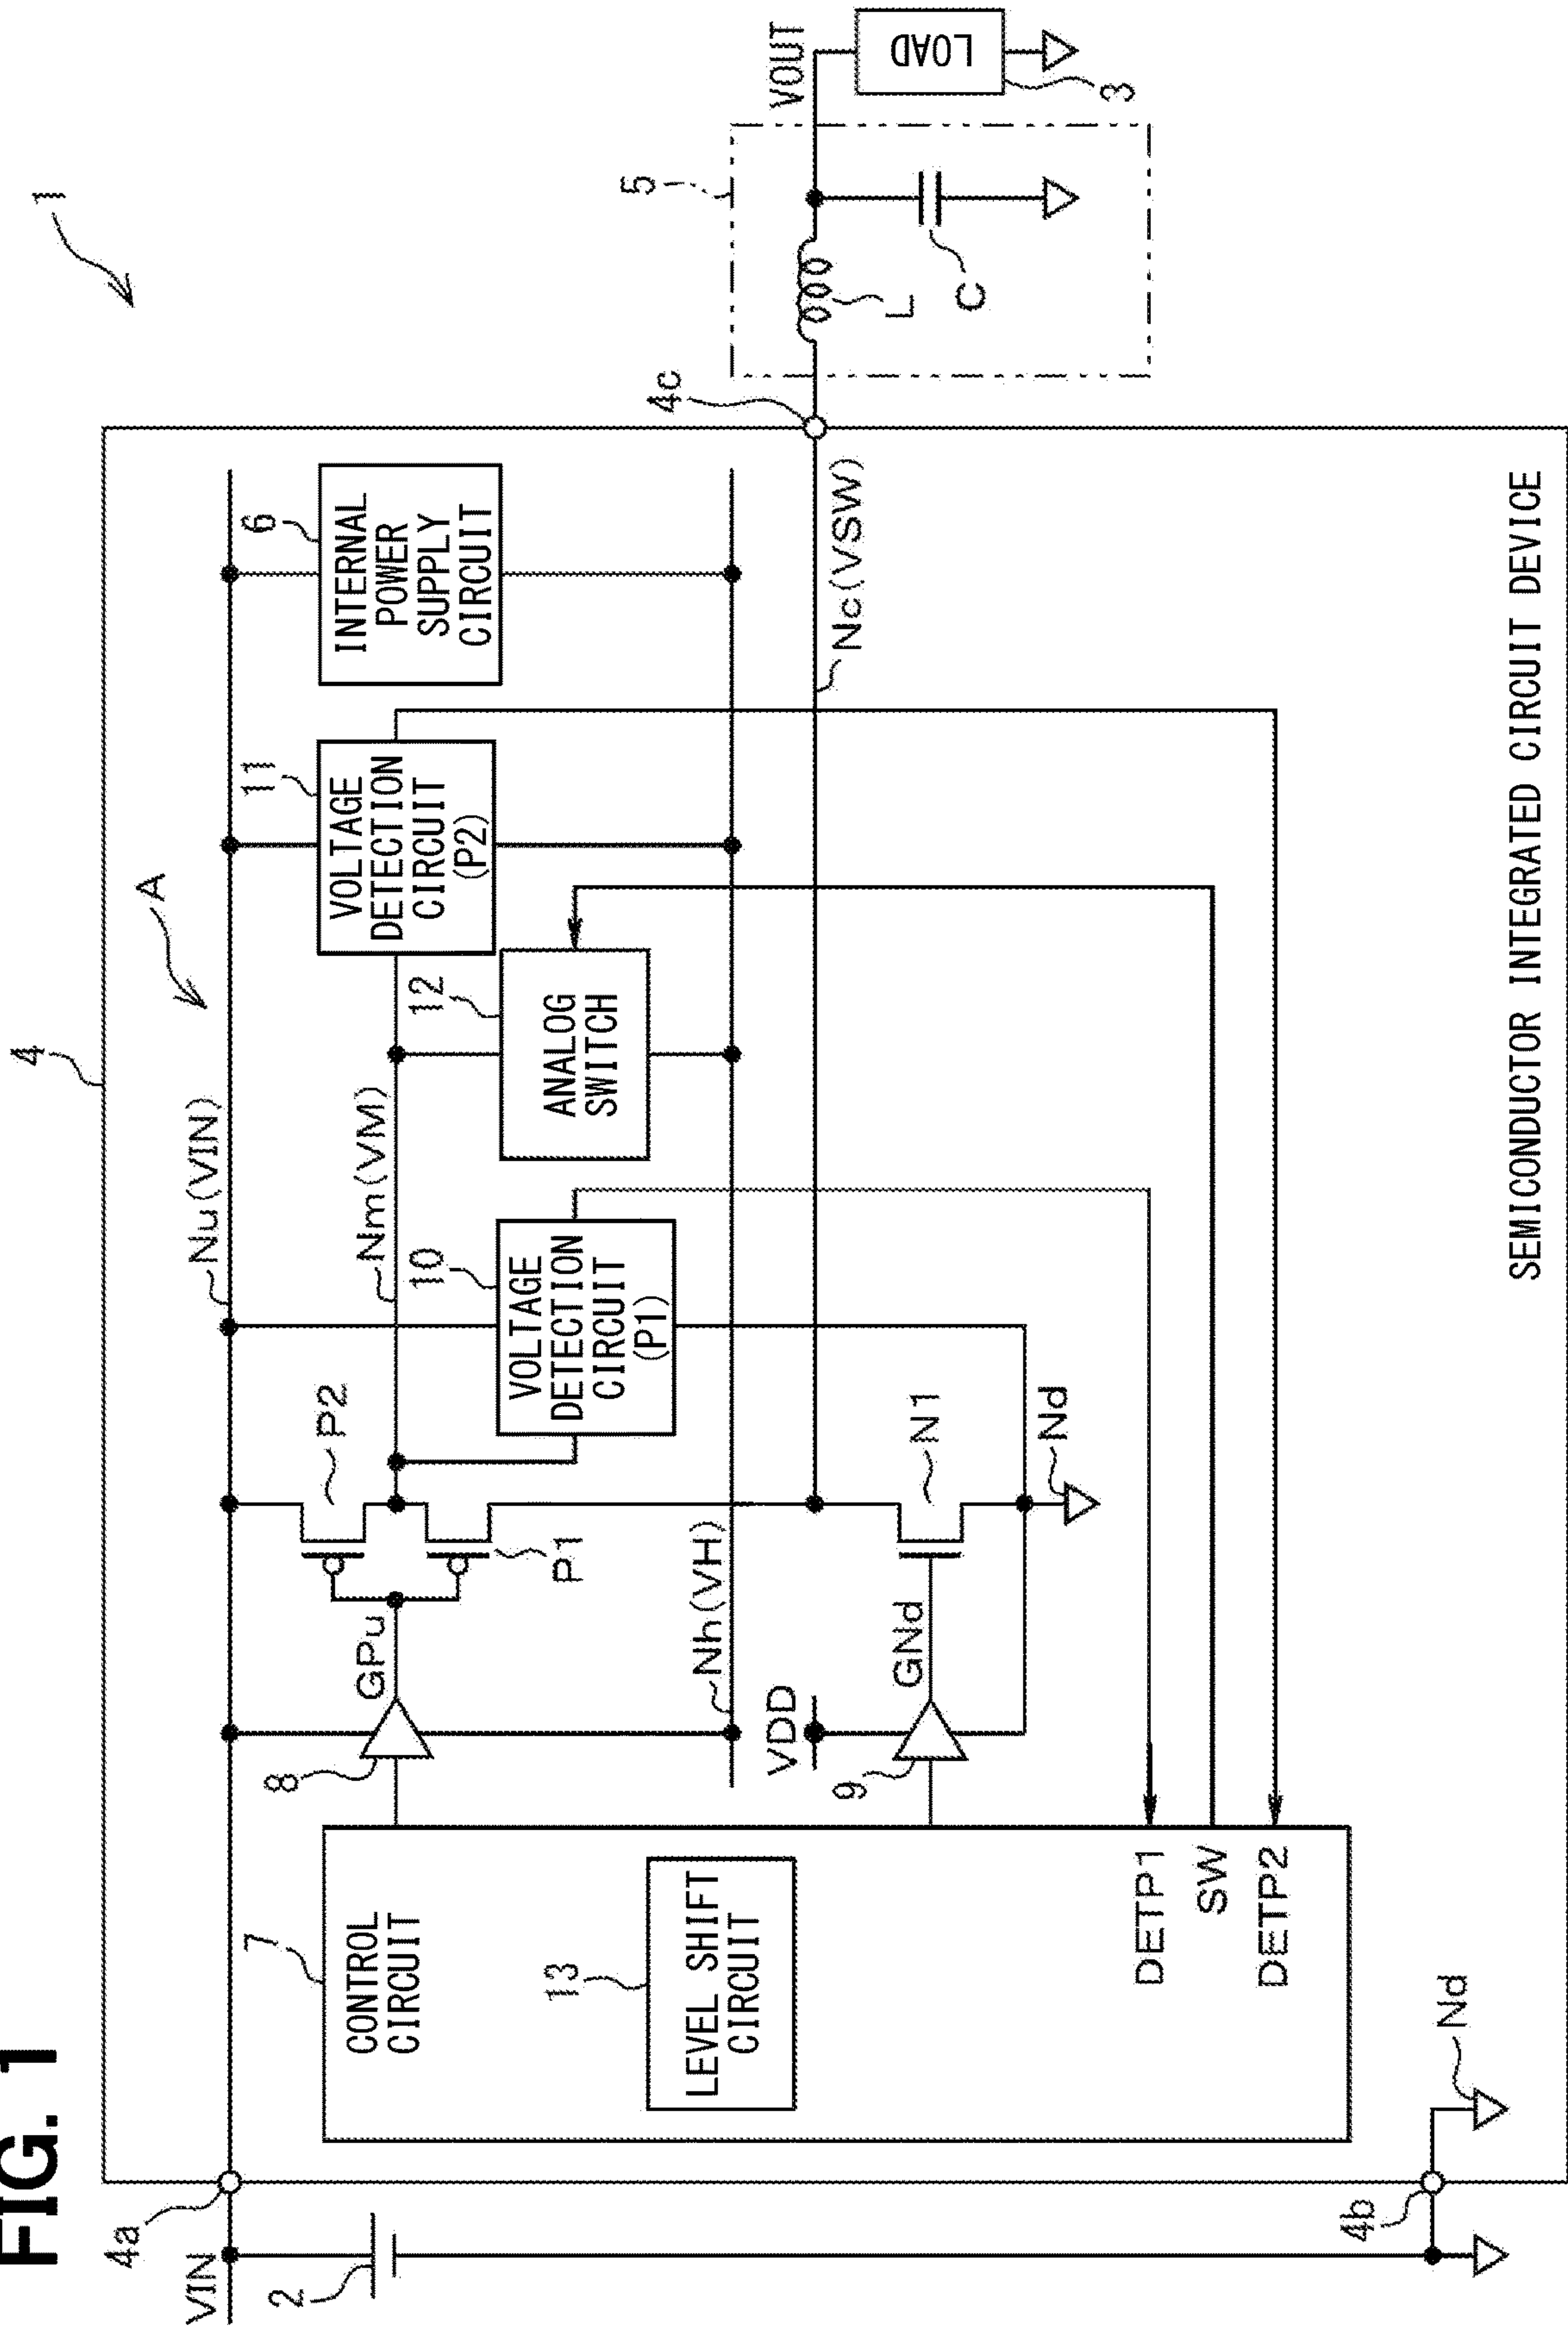 FIG. 1
1
4
A
VIN
4a
2
4b
Nd
Nu(VIN)
7
CONTROL
CIRCUIT
13
LEVEL SHIFT
CIRCUIT
DETP1
SW
DETP2
8
GPu
P2
P1
Nm(VM)
Nh(VH)
VDD
9
GNd
N1
Nd
10
VOLTAGE
DETECTION
CIRCUIT
(P1)
12
ANALOG
SWITCH
11
VOLTAGE
DETECTION
CIRCUIT
(P2)
6
INTERNAL
POWER
SUPPLY
CIRCUIT
Nc(VSW)
4c
5
L
C
VOUT
LOAD
3
SEMICONDUCTOR INTEGRATED CIRCUIT DEVICE